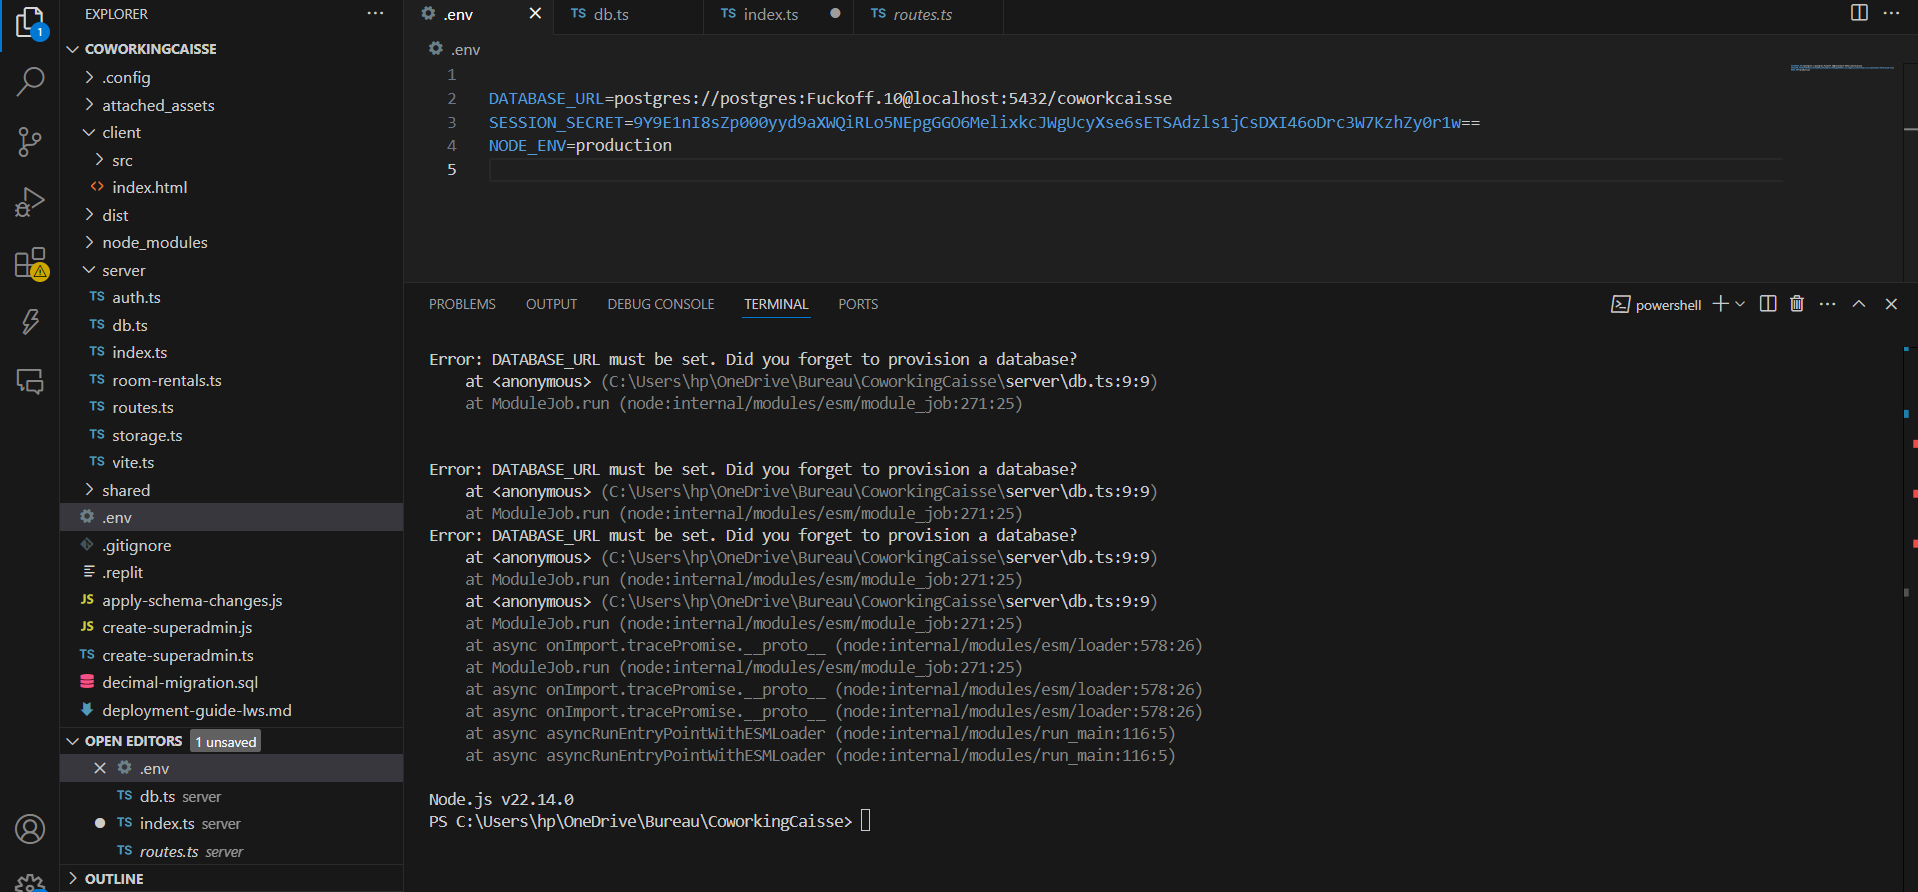 EXPLORER
COWORKINGCAISSE
.config
attached_assets
client
src
index.html
dist
node_modules
server
TS auth.ts
TS db.ts
TS index.ts
TS room-rentals.ts
TS routes.ts
TS storage.ts
TS vite.ts
shared
.env
.gitignore
.replit
JS apply-schema-changes.js
JS create-superadmin.js
TS create-superadmin.ts
decimal-migration.sql
deployment-guide-lws.md
OPEN EDITORS 1 unsaved
.env
TS db.ts server
TS index.ts server
TS routes.ts server
OUTLINE
1
.env
TS db.ts
TS index.ts
TS routes.ts
.env
1
2 DATABASE_URL=postgres://postgres:Fuckoff.10@localhost:5432/coworkcaisse
3 SESSION_SECRET=9Y9E1nI8sZp000yyd9aXWQiRLo5NEpgGGO6MelixkcJWgUcyXse6sETSAdzls1jCsDXI46oDrc3W7KzhZy0r1w==
4 NODE_ENV=production
5
PROBLEMS OUTPUT DEBUG CONSOLE TERMINAL PORTS
powershell
Error: DATABASE_URL must be set. Did you forget to provision a database?
at <anonymous> (C:\Users\hp\OneDrive\Bureau\CoworkingCaisse\server\db.ts:9:9)
at ModuleJob.run (node:internal/modules/esm/module_job:271:25)
Error: DATABASE_URL must be set. Did you forget to provision a database?
at <anonymous> (C:\Users\hp\OneDrive\Bureau\CoworkingCaisse\server\db.ts:9:9)
at ModuleJob.run (node:internal/modules/esm/module_job:271:25)
Error: DATABASE_URL must be set. Did you forget to provision a database?
at <anonymous> (C:\Users\hp\OneDrive\Bureau\CoworkingCaisse\server\db.ts:9:9)
at ModuleJob.run (node:internal/modules/esm/module_job:271:25)
at <anonymous> (C:\Users\hp\OneDrive\Bureau\CoworkingCaisse\server\db.ts:9:9)
at ModuleJob.run (node:internal/modules/esm/module_job:271:25)
at async onImport.tracePromise.__proto__ (node:internal/modules/esm/loader:578:26)
at ModuleJob.run (node:internal/modules/esm/module_job:271:25)
at async onImport.tracePromise.__proto__ (node:internal/modules/esm/loader:578:26)
at async onImport.tracePromise.__proto__ (node:internal/modules/esm/loader:578:26)
at async asyncRunEntryPointWithESMLoader (node:internal/modules/run_main:116:5)
at async asyncRunEntryPointWithESMLoader (node:internal/modules/run_main:116:5)
Node.js v22.14.0
PS C:\Users\hp\OneDrive\Bureau\CoworkingCaisse>